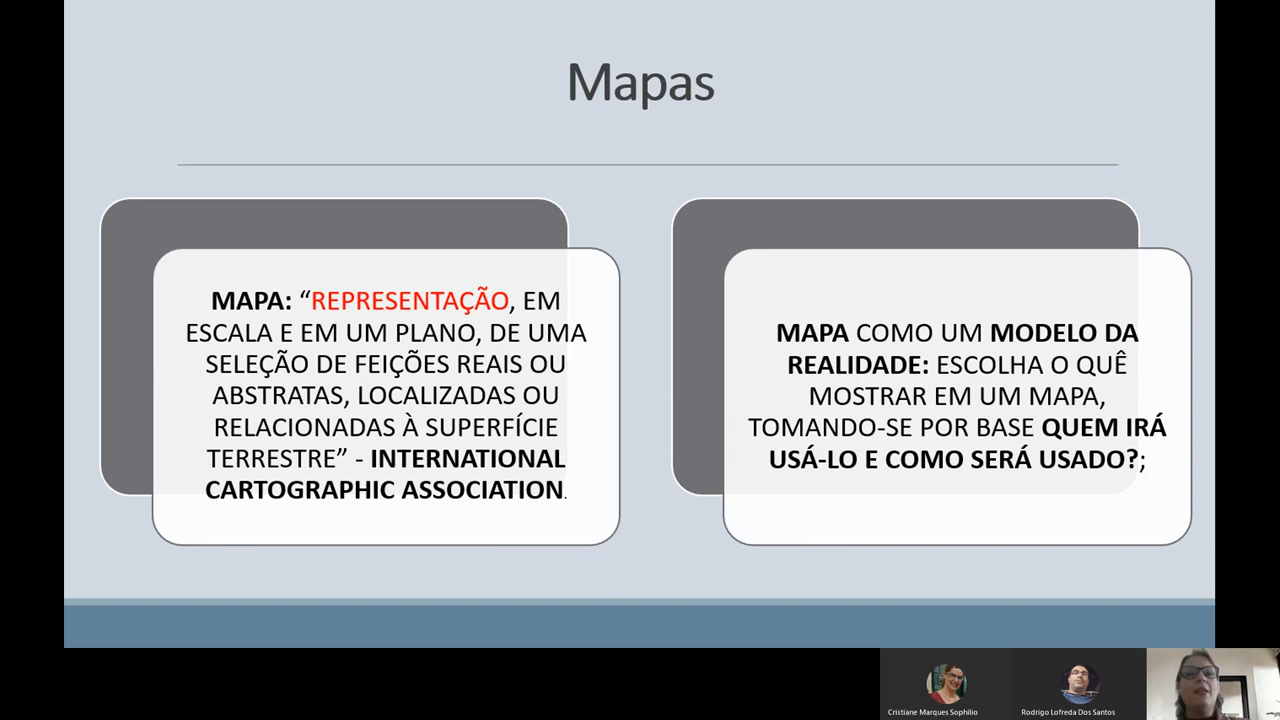 Mapas
MAPA: “REPRESENTAÇÃO, EM
ESCALA E EM UM PLANO, DE UMA
SELEÇÃO DE FEIÇÕES REAIS OU
ABSTRATAS, LOCALIZADAS OU
RELACIONADAS À SUPERFÍCIE
TERRESTRE” - INTERNATIONAL
CARTOGRAPHIC ASSOCIATION.
MAPA COMO UM MODELO DA
REALIDADE: ESCOLHA O QUÊ
MOSTRAR EM UM MAPA,
TOMANDO-SE POR BASE QUEM IRÁ
USÁ-LO E COMO SERÁ USADO?;
Cristiane Marques Sophilio
Rodrigo Lofreda Dos Santos